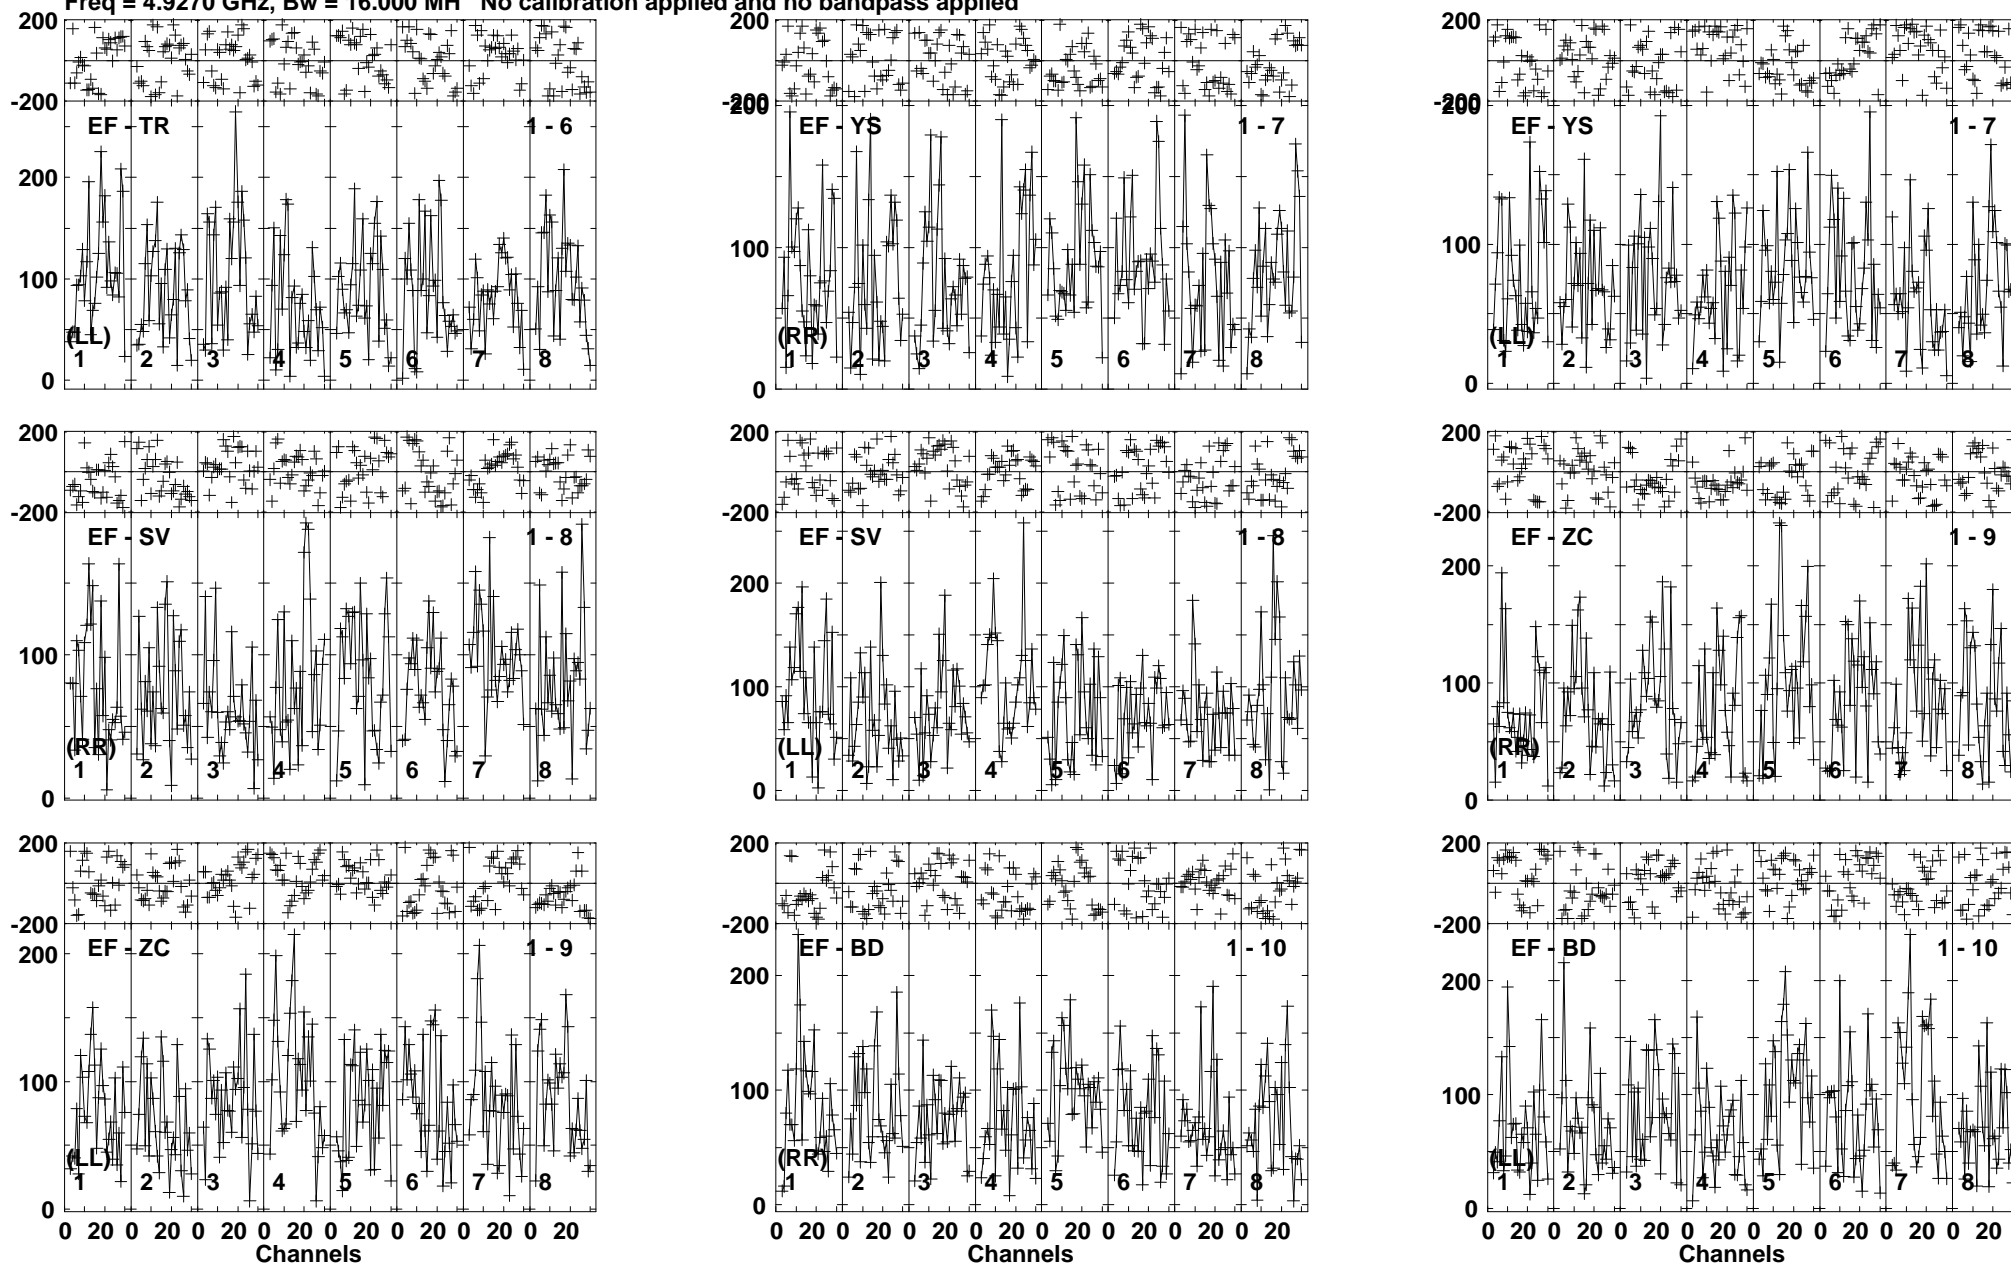 Freq = 4.9270 GHz, Bw = 16.000 MH No calibration applied and no bandpass applied
200 200 200
-200 -200 -200
EF - TR 1 - 6 200 EF - YS 1 - 7 200 EF - YS 1 - 7
200
100 100 100
(LL) (RR) (LL)
1 2 3 4 5 6 7 8 1 2 3 4 5 6 7 8 1 2 3 4 5 6 7 8
0 0 0
200 200 200
-200 -200 -200
EF - SV 1 - 8 EF - SV 1 - 8 EF - ZC 1 - 9
200 200
100 100 100
(RR) (LL) (RR)
1 2 3 4 5 6 7 8 1 2 3 4 5 6 7 8 1 2 3 4 5 6 7 8
0 0 0
200 200 200
-200 -200 -200
EF - ZC 1 - 9 EF - BD 1 - 10 EF - BD 1 - 10
200 200 200
100 100 100
(LL) (RR) (LL)
1 2 3 4 5 6 7 8 1 2 3 4 5 6 7 8 1 2 3 4 5 6 7 8
0 0 0
0 20 0 20 0 20 0 20 0 20 0 20 0 20 0 20 0 20 0 20 0 20 0 20 0 20 0 20 0 20 0 20 0 20 0 20 0 20 0 20 0 20 0 20 0 20 0 20
Channels Channels Channels